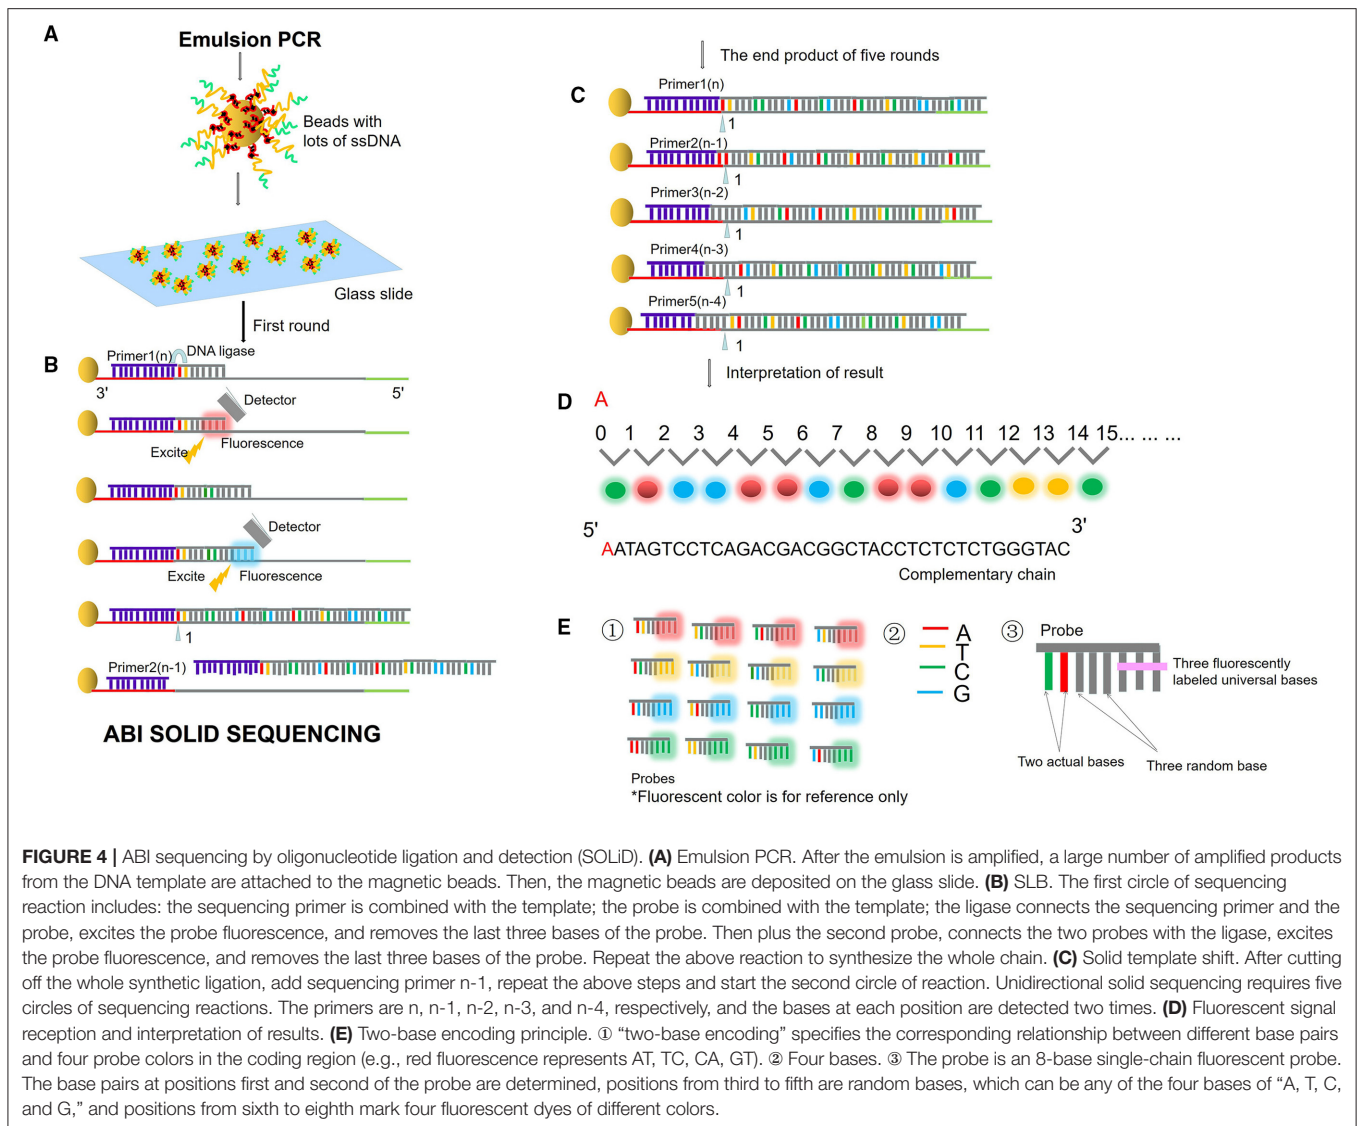 A
Emulsion PCR
Beads with
lots of ssDNA
Glass slide
First round
B
Primer1(n)
DNA ligase
3'
5'
Detector
Excite
Fluorescence
Detector
Excite
Fluorescence
1
Primer2(n-1)
ABI SOLID SEQUENCING
The end product of five rounds
C
Primer1(n)
1
Primer2(n-1)
1
Primer3(n-2)
1
Primer4(n-3)
1
Primer5(n-4)
1
Interpretation of result
D
A
0 1 2 3 4 5 6 7 8 9 10 11 12 13 14 15... ... ...
5'
3'
AATAGTCCTCAGACGACGGCTACCTCTCTCTGGGTAC
Complementary chain
E
①
②
A
T
C
G
③
Probe
Three fluorescently
labeled universal bases
Two actual bases
Three random base
Probes
*Fluorescent color is for reference only
FIGURE 4 | ABI sequencing by oligonucleotide ligation and detection (SOLiD). (A) Emulsion PCR. After the emulsion is amplified, a large number of amplified products
from the DNA template are attached to the magnetic beads. Then, the magnetic beads are deposited on the glass slide. (B) SLB. The first circle of sequencing
reaction includes: the sequencing primer is combined with the template; the probe is combined with the template; the ligase connects the sequencing primer and the
probe, excites the probe fluorescence, and removes the last three bases of the probe. Then plus the second probe, connects the two probes with the ligase, excites
the probe fluorescence, and removes the last three bases of the probe. Repeat the above reaction to synthesize the whole chain. (C) Solid template shift. After cutting
off the whole synthetic ligation, add sequencing primer n-1, repeat the above steps and start the second circle of reaction. Unidirectional solid sequencing requires five
circles of sequencing reactions. The primers are n, n-1, n-2, n-3, and n-4, respectively, and the bases at each position are detected two times. (D) Fluorescent signal
reception and interpretation of results. (E) Two-base encoding principle. ① “two-base encoding” specifies the corresponding relationship between different base pairs
and four probe colors in the coding region (e.g., red fluorescence represents AT, TC, CA, GT). ② Four bases. ③ The probe is an 8-base single-chain fluorescent probe.
The base pairs at positions first and second of the probe are determined, positions from third to fifth are random bases, which can be any of the four bases of “A, T, C,
and G,” and positions from sixth to eighth mark four fluorescent dyes of different colors.